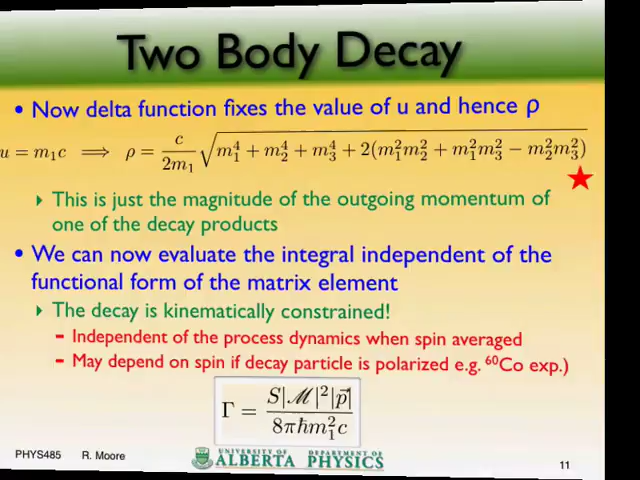 Two Body Decay
• Now delta function fixes the value of u and hence ρ
u = m₁c ⟹ ρ = c/2m₁ √(m₁⁴ + m₂⁴ + m₃⁴ + 2(m₁²m₂² + m₁²m₃² − m₂²m₃²))
This is just the magnitude of the outgoing momentum of
one of the decay products
• We can now evaluate the integral independent of the
functional form of the matrix element
The decay is kinematically constrained!
– Independent of the process dynamics when spin averaged
– May depend on spin if decay particle is polarized e.g. ⁶⁰Co exp.)
Γ = S|ℳ|²|p⃗| / 8πħm₁²c
PHYS485 R. Moore
UNIVERSITY OF ALBERTA DEPARTMENT OF PHYSICS
11